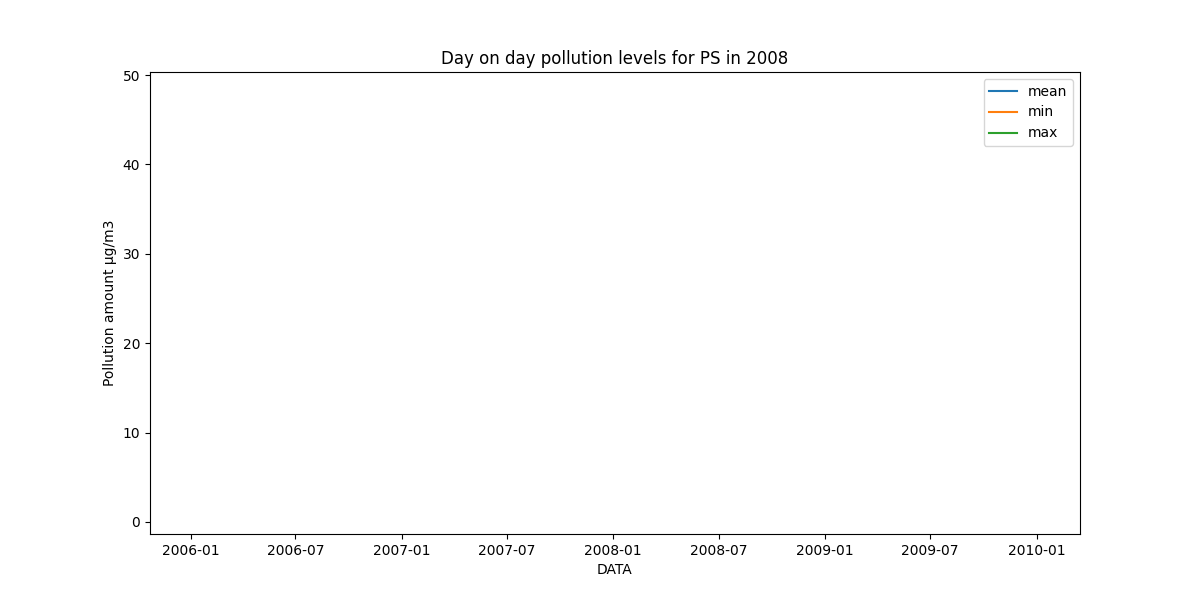 Day on day pollution levels for PS in 2008
mean
min
max
50
40
30
20
10
0
Pollution amount µg/m3
2006-01 2006-07 2007-01 2007-07 2008-01 2008-07 2009-01 2009-07 2010-01
DATA